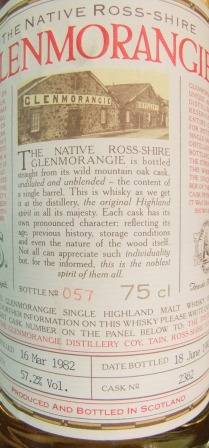 THE NATIVE ROSS-SHIRE
GLENMORANGIE
GLENMORANGIE
THE NATIVE ROSS-SHIRE
GLENMORANGIE is bottled
straight from its wild mountain oak cask,
undiluted and unblended – the content of
a single barrel. This is whisky as we get
it at the distillery, the original Highland
spirit in all its majesty. Each cask has its
own pronounced character: reflecting its
age, previous history, storage condition
and even the nature of the wood itself.
Not all can appreciate such individuality
but, for the informed, this is the noblest
spirit of them all.
BOTTLE Nº 057 75 cl
GLENMORANGIE SINGLE HIGHLAND MALT
FURTHER INFORMATION ON THIS WHISKY PLEASE WRITE
CASK NUMBER ON THE PANEL BELOW, TO: THE
GLENMORANGIE DISTILLERY COY, TAIN, ROSS-SHIRE
16 Mar 1982 DATE BOTTLED 18 June
57.2% Vol. CASK Nº 2362
PRODUCED AND BOTTLED IN SCOTLAND